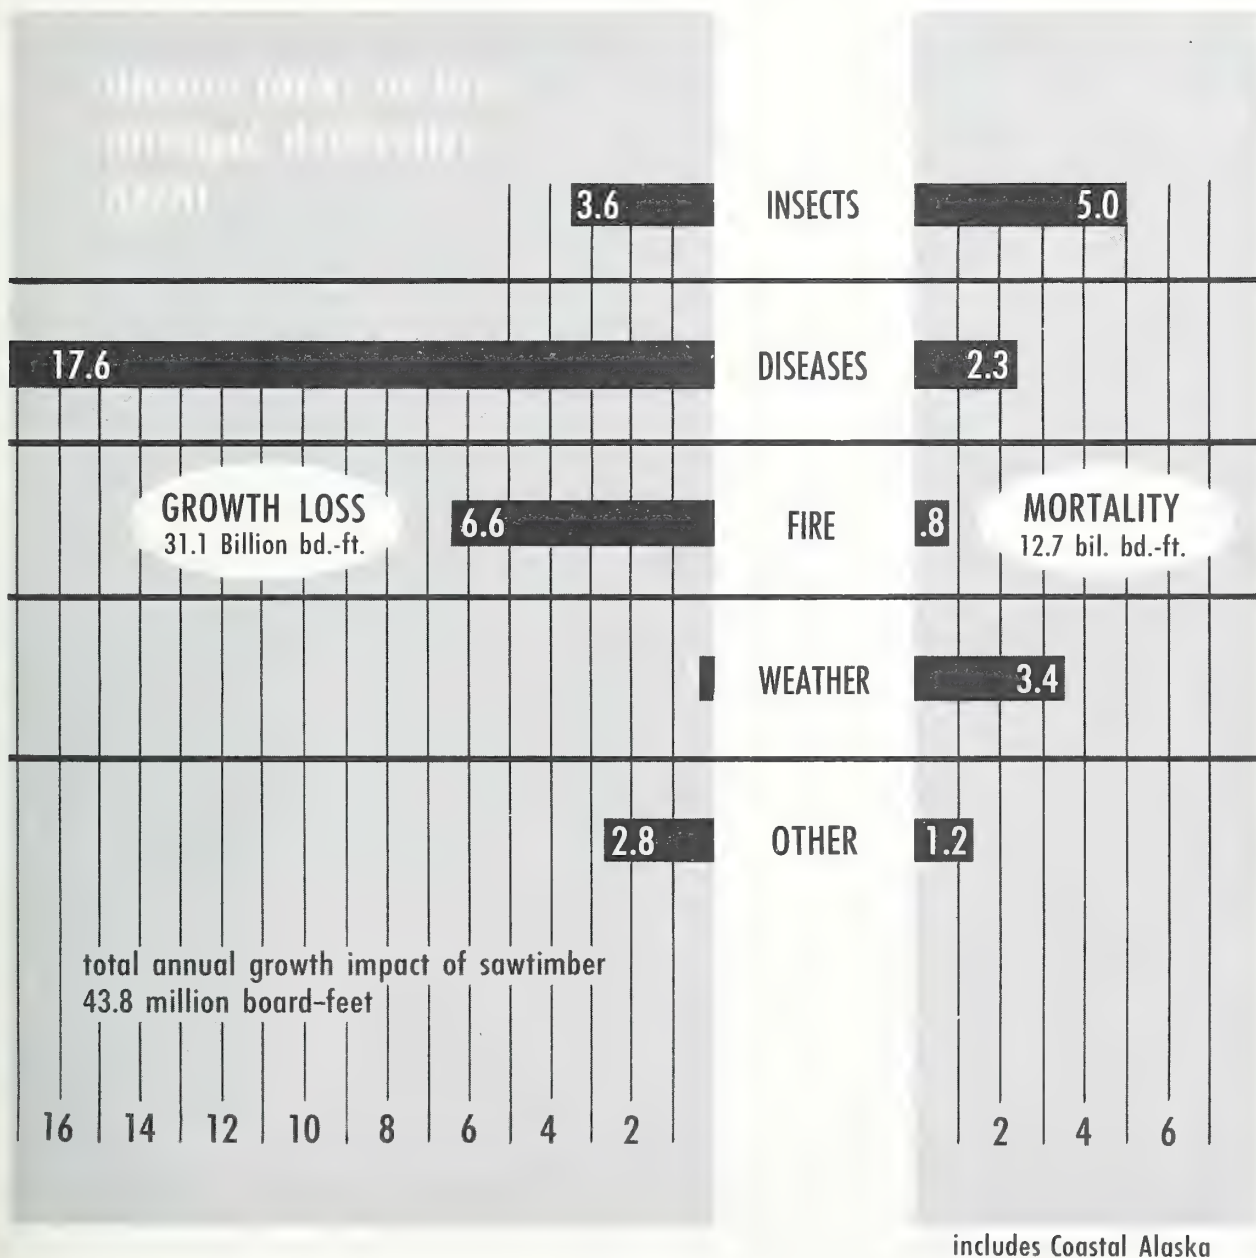 3.6 INSECTS 5.0
17.6 DISEASES 2.3
GROWTH LOSS
31.1 Billion bd.-ft.
6.6 FIRE .8
MORTALITY
12.7 bil. bd.-ft.
WEATHER 3.4
2.8 OTHER 1.2
total annual growth impact of sawtimber
43.8 million board-feet
16 14 12 10 8 6 4 2 2 4 6
includes Coastal Alaska